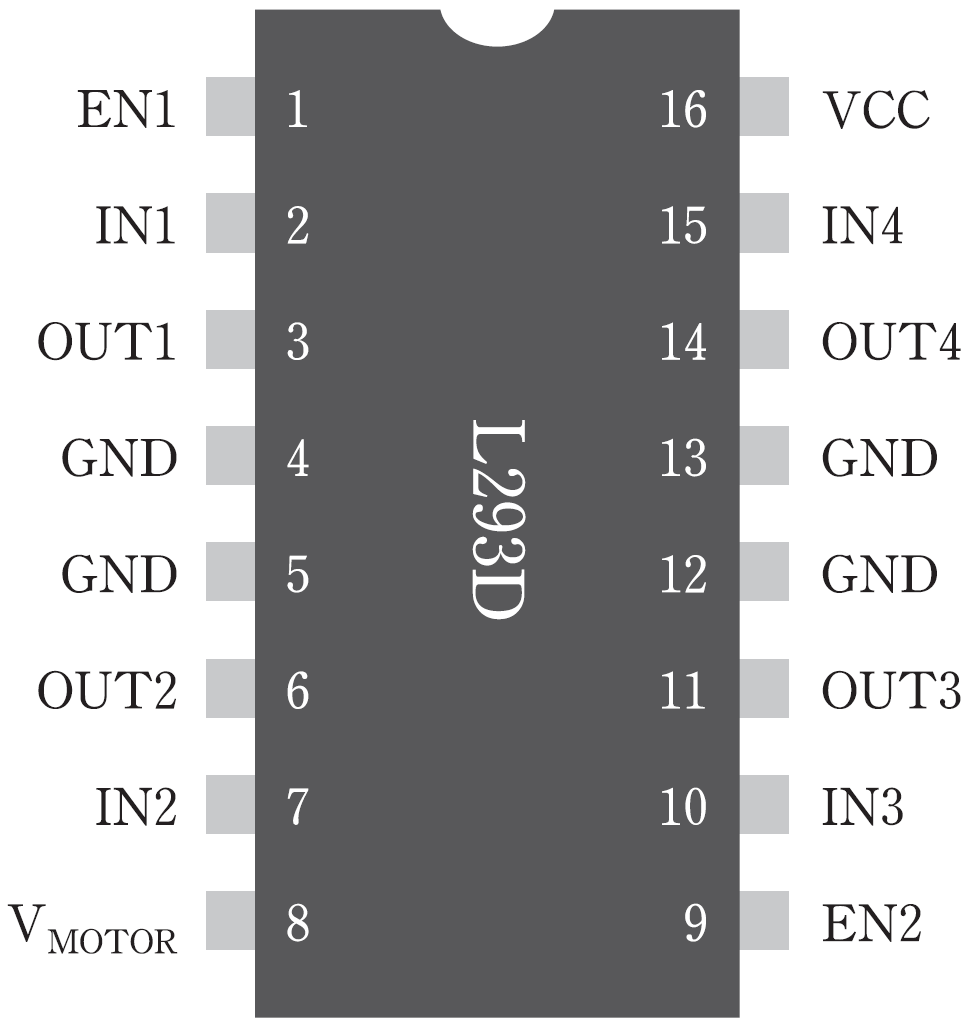 EN1 1 16 VCC
IN1 2 15 IN4
OUT1 3 14 OUT4
GND 4 13 GND
L293D
GND 5 12 GND
OUT2 6 11 OUT3
IN2 7 10 IN3
VMOTOR 8 9 EN2